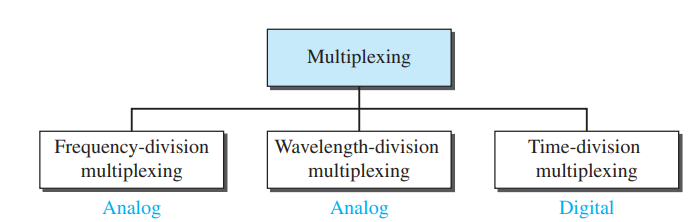 Multiplexing
Frequency-division
multiplexing
Wavelength-division
multiplexing
Time-division
multiplexing
Analog
Analog
Digital